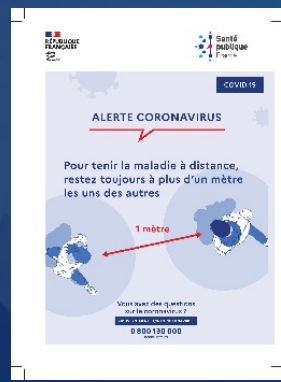 RÉPUBLIQUE
FRANÇAISE
Santé
publique
France
COVID-19
ALERTE CORONAVIRUS
Pour tenir la maladie à distance,
restez toujours à plus d'un mètre
les uns des autres
1 mètre
Vous avez des questions
sur le coronavirus ?
0 800 130 000